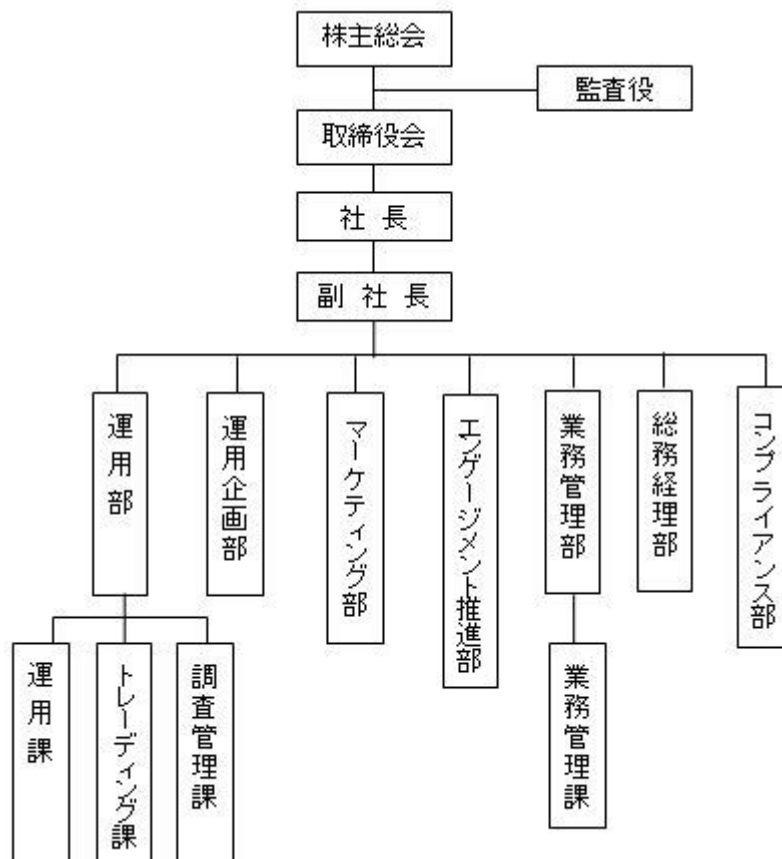 株主総会
監査役
取締役会
社 長
副 社 長
運用部
運用企画部
マーケティング部
エンゲージメント推進部
業務管理部
総務経理部
コンプライアンス部
運用課
トレーディング課
調査管理課
業務管理課